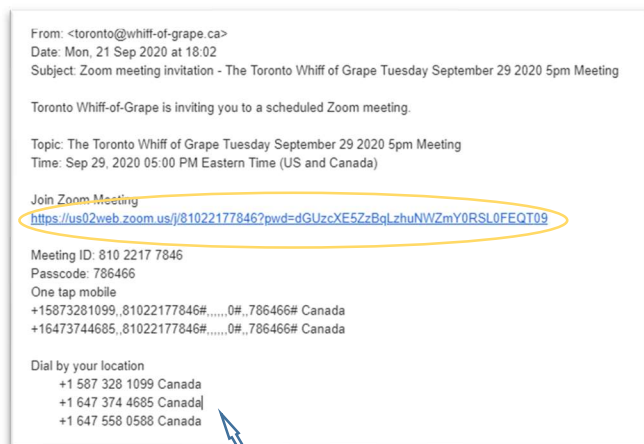 From: <toronto@whiff-of-grape.ca>
Date: Mon, 21 Sep 2020 at 18:02
Subject: Zoom meeting invitation - The Toronto Whiff of Grape Tuesday September 29 2020 5pm Meeting
Toronto Whiff-of-Grape is inviting you to a scheduled Zoom meeting.
Topic: The Toronto Whiff of Grape Tuesday September 29 2020 5pm Meeting
Time: Sep 29, 2020 05:00 PM Eastern Time (US and Canada)
Join Zoom Meeting
https://us02web.zoom.us/j/81022177846?pwd=dGUzcXE5ZzBqLzhuNWZmY0RSL0FEQT09
Meeting ID: 810 2217 7846
Passcode: 786466
One tap mobile
+15873281099,,81022177846#,,,,,,0#,,786466# Canada
+16473744685,,81022177846#,,,,,,0#,,786466# Canada
Dial by your location
+1 587 328 1099 Canada
+1 647 374 4685 Canada
+1 647 558 0588 Canada